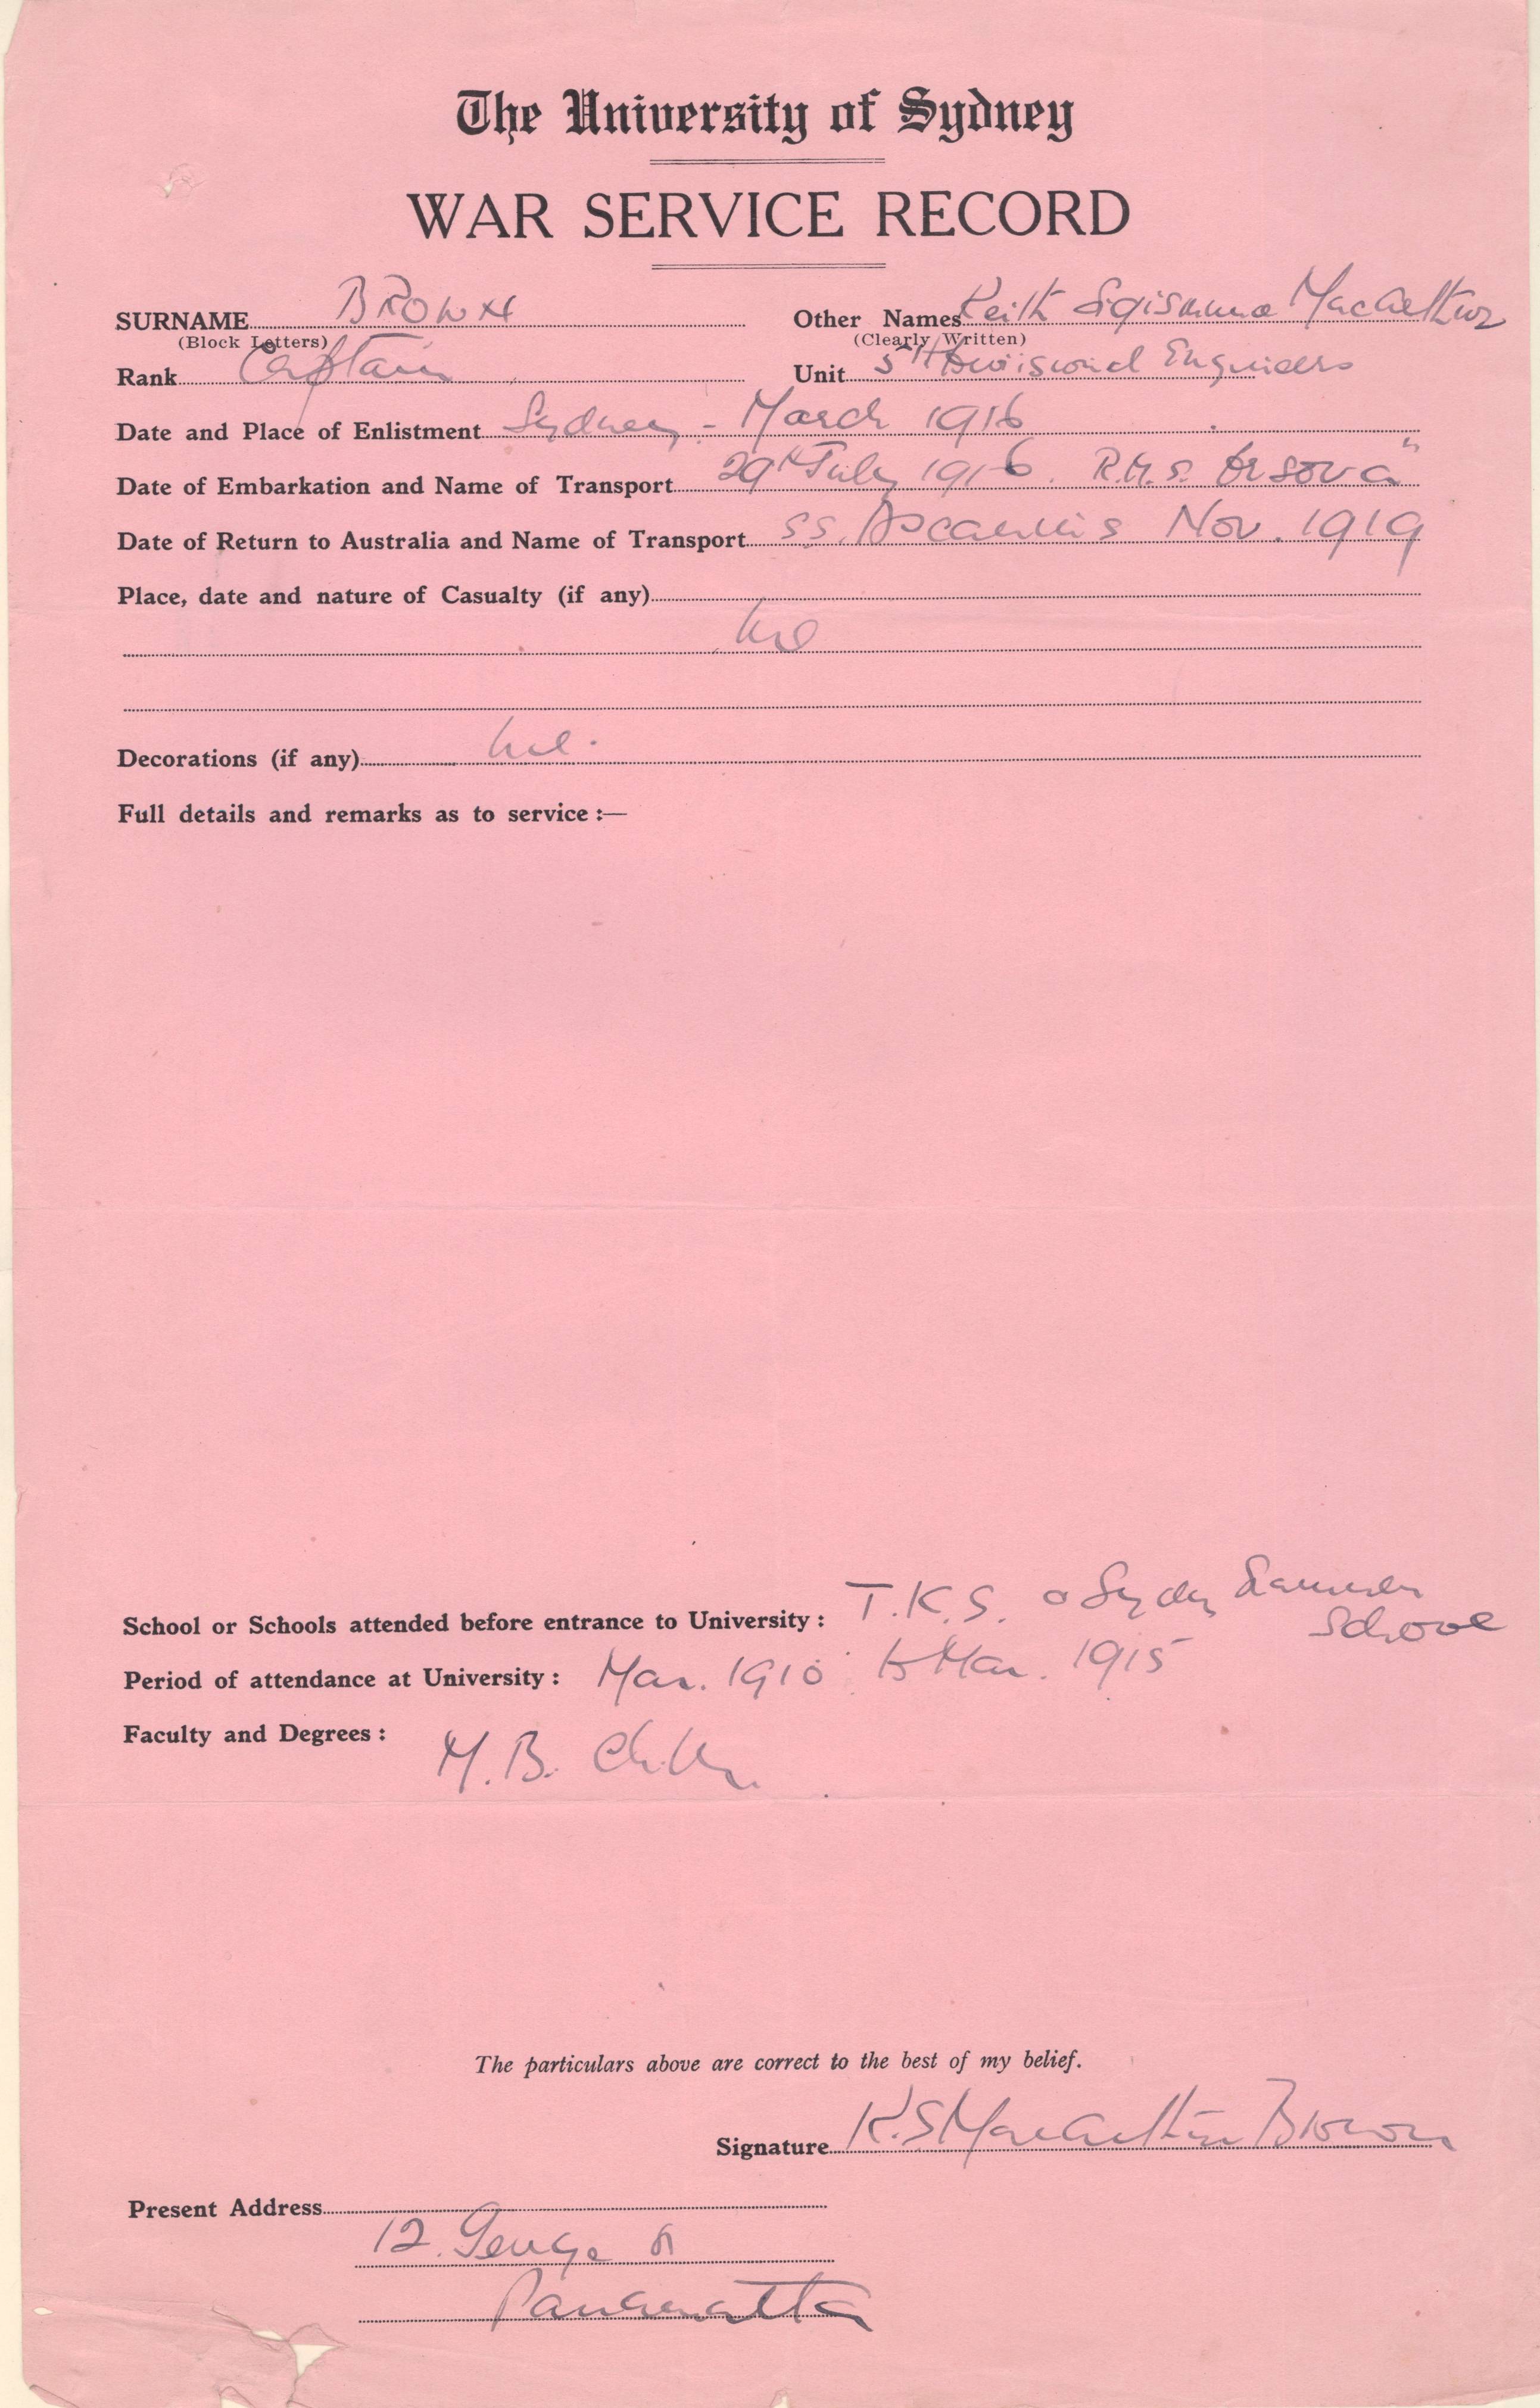 The University of Sydney
WAR SERVICE RECORD
SURNAME BROWN Other Names Keith Sigismund MacArthur
(Block Letters) (Clearly Written)
Rank Captain Unit 5th Divisional Engineers
Date and Place of Enlistment Sydney - March 1916
Date of Embarkation and Name of Transport 29th July 1916. R.M.S. Orsova"
Date of Return to Australia and Name of Transport S.S. Ascanius Nov. 1919
Place, date and nature of Casualty (if any)
Nil
Decorations (if any) Nil.
Full details and remarks as to service :—
School or Schools attended before entrance to University : T.K.S. & Sydney Grammar
School
Period of attendance at University : Mar. 1910 to Mar. 1915
Faculty and Degrees :
M.B. Ch.M.
The particulars above are correct to the best of my belief.
Signature K.S MacArthur Brown
Present Address
12. George St
Parramatta